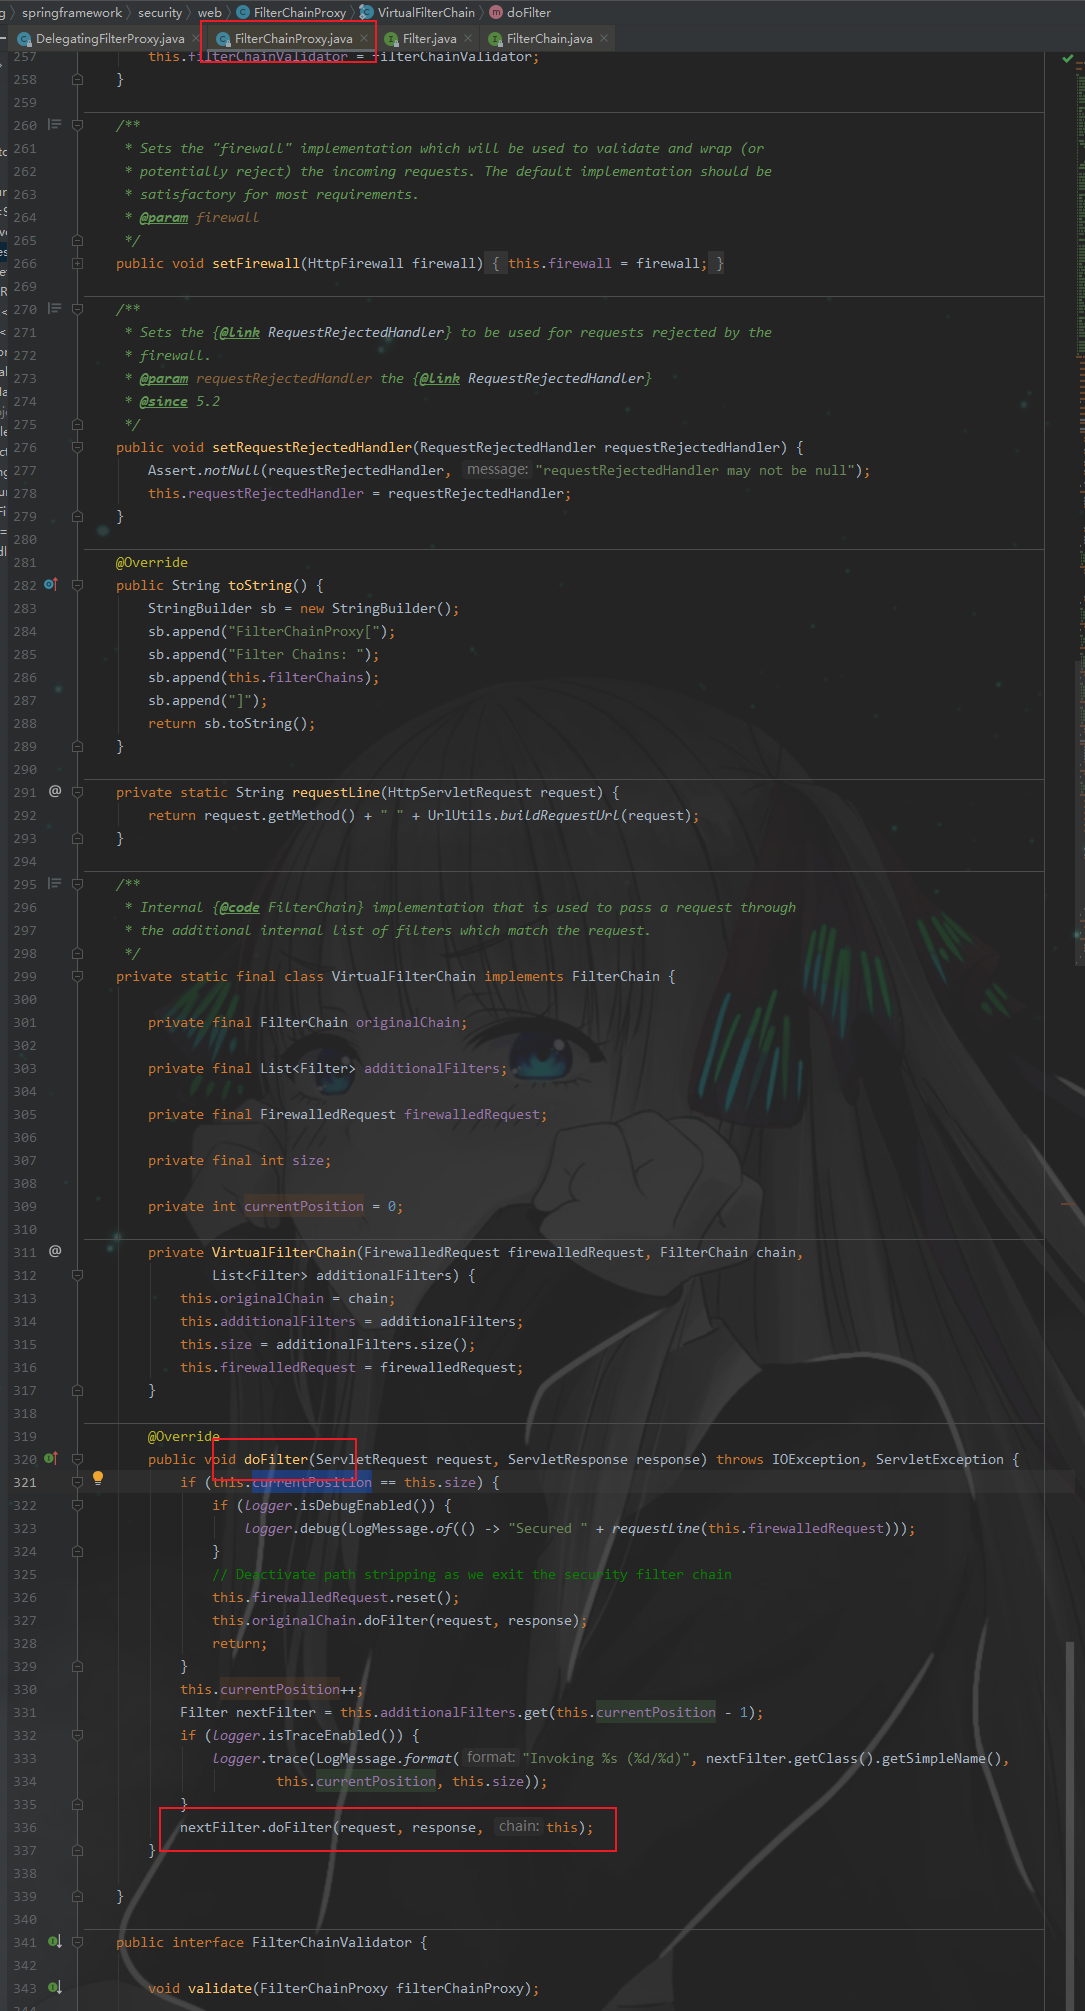 g › springframework › security › web › FilterChainProxy › VirtualFilterChain › doFilter
DelegatingFilterProxy.java × FilterChainProxy.java × Filter.java × FilterChain.java ×
257 this.filterChainValidator = filterChainValidator;
258 }
259
260 /**
261 * Sets the "firewall" implementation which will be used to validate and wrap (or
262 * potentially reject) the incoming requests. The default implementation should be
263 * satisfactory for most requirements.
264 * @param firewall
265 */
266 public void setFirewall(HttpFirewall firewall) { this.firewall = firewall; }
269
270 /**
271 * Sets the {@link RequestRejectedHandler} to be used for requests rejected by the
272 * firewall.
273 * @param requestRejectedHandler the {@link RequestRejectedHandler}
274 * @since 5.2
275 */
276 public void setRequestRejectedHandler(RequestRejectedHandler requestRejectedHandler) {
277 Assert.notNull(requestRejectedHandler, message: "requestRejectedHandler may not be null");
278 this.requestRejectedHandler = requestRejectedHandler;
279 }
280
281 @Override
282 public String toString() {
283 StringBuilder sb = new StringBuilder();
284 sb.append("FilterChainProxy[");
285 sb.append("Filter Chains: ");
286 sb.append(this.filterChains);
287 sb.append("]");
288 return sb.toString();
289 }
290
291 @ private static String requestLine(HttpServletRequest request) {
292 return request.getMethod() + " " + UrlUtils.buildRequestUrl(request);
293 }
294
295 /**
296 * Internal {@code FilterChain} implementation that is used to pass a request through
297 * the additional internal list of filters which match the request.
298 */
299 private static final class VirtualFilterChain implements FilterChain {
300
301 private final FilterChain originalChain;
302
303 private final List<Filter> additionalFilters;
304
305 private final FirewalledRequest firewalledRequest;
306
307 private final int size;
308
309 private int currentPosition = 0;
310
311 @ private VirtualFilterChain(FirewalledRequest firewalledRequest, FilterChain chain,
312 List<Filter> additionalFilters) {
313 this.originalChain = chain;
314 this.additionalFilters = additionalFilters;
315 this.size = additionalFilters.size();
316 this.firewalledRequest = firewalledRequest;
317 }
318
319 @Override
320 public void doFilter(ServletRequest request, ServletResponse response) throws IOException, ServletException {
321 if (this.currentPosition == this.size) {
322 if (logger.isDebugEnabled()) {
323 logger.debug(LogMessage.of(() -> "Secured " + requestLine(this.firewalledRequest)));
324 }
325 // Deactivate path stripping as we exit the security filter chain
326 this.firewalledRequest.reset();
327 this.originalChain.doFilter(request, response);
328 return;
329 }
330 this.currentPosition++;
331 Filter nextFilter = this.additionalFilters.get(this.currentPosition - 1);
332 if (logger.isTraceEnabled()) {
333 logger.trace(LogMessage.format( format: "Invoking %s (%d/%d)", nextFilter.getClass().getSimpleName(),
334 this.currentPosition, this.size));
335 }
336 nextFilter.doFilter(request, response, chain: this);
337 }
338
339 }
340
341 public interface FilterChainValidator {
342
343 void validate(FilterChainProxy filterChainProxy);